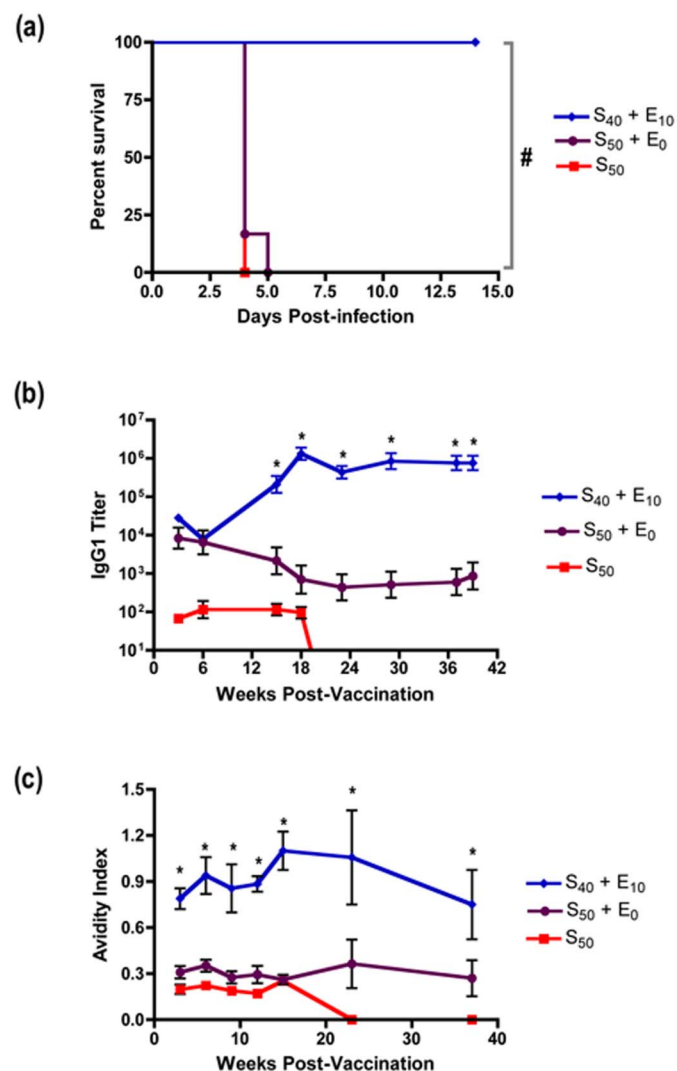 (a)
Percent survival
100
75
50
25
0
0.0 2.5 5.0 7.5 10.0 12.5 15.0
Days Post-infection
#
S40 + E10
S50 + E0
S50
(b)
IgG1 Titer
10^7
10^6
10^5
10^4
10^3
10^2
10^1
* * * * * *
0 6 12 18 24 30 36 42
Weeks Post-Vaccination
S40 + E10
S50 + E0
S50
(c)
Avidity Index
1.5
1.2
0.9
0.6
0.3
0.0
* * * * * * *
0 10 20 30 40
Weeks Post-Vaccination
S40 + E10
S50 + E0
S50